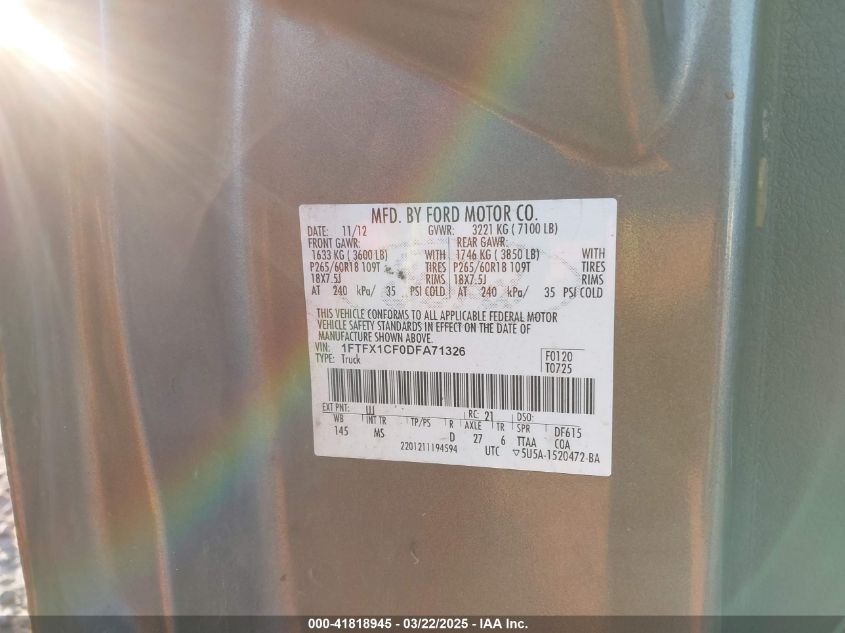 MFD. BY FORD MOTOR CO.
DATE: 11/12 GVWR: 3221 KG ( 7100 LB)
FRONT GAWR: REAR GAWR:
1633 KG ( 3600 LB) WITH 1746 KG ( 3850 LB) WITH
P265/60R18 109T TIRES P265/60R18 109T TIRES
18X7.5J RIMS 18X7.5J RIMS
AT 240 kPa/ 35 PSI COLD AT 240 kPa/ 35 PSI COLD
THIS VEHICLE CONFORMS TO ALL APPLICABLE FEDERAL MOTOR
VEHICLE SAFETY STANDARDS IN EFFECT ON THE DATE OF
MANUFACTURE SHOWN ABOVE.
VIN: 1FTFX1CF0DFA71326 F0120
TYPE: Truck T0725
EXT PNT: UJ RC: 21 DSO:
WB INT TR TP/PS R AXLE TR SPR DF615
145 MS D 27 6 TTAA COA
2201211194594 UTC ▽5U5A-1520472-BA
000-41818945 - 03/22/2025 - IAA Inc.